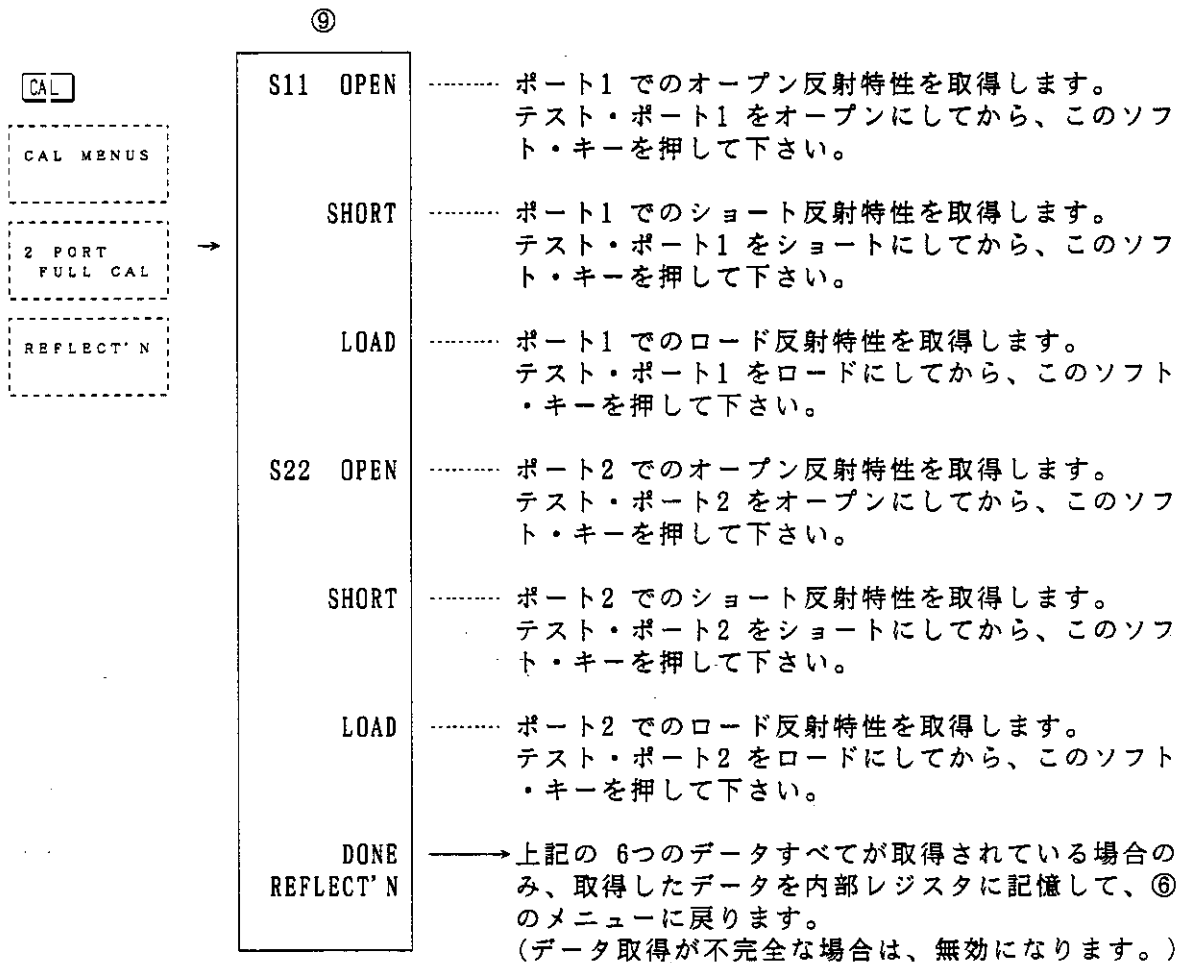 ⑨
CAL
CAL MENUS
2 PORT
FULL CAL
→
REFLECT'N
S11 OPEN ……… ポート1 でのオープン反射特性を取得します。
テスト・ポート1 をオープンにしてから、このソフ
ト・キーを押して下さい。
SHORT ……… ポート1 でのショート反射特性を取得します。
テスト・ポート1 をショートにしてから、このソフ
ト・キーを押して下さい。
LOAD ……… ポート1 でのロード反射特性を取得します。
テスト・ポート1 をロードにしてから、このソフト
・キーを押して下さい。
S22 OPEN ……… ポート2 でのオープン反射特性を取得します。
テスト・ポート2 をオープンにしてから、このソフ
ト・キーを押して下さい。
SHORT ……… ポート2 でのショート反射特性を取得します。
テスト・ポート2 をショートにしてから、このソフ
ト・キーを押して下さい。
LOAD ……… ポート2 でのロード反射特性を取得します。
テスト・ポート2 をロードにしてから、このソフト
・キーを押して下さい。
DONE → 上記の 6つのデータすべてが取得されている場合の
REFLECT'N み、取得したデータを内部レジスタに記憶して、⑥
のメニューに戻ります。
(データ取得が不完全な場合は、無効になります。)